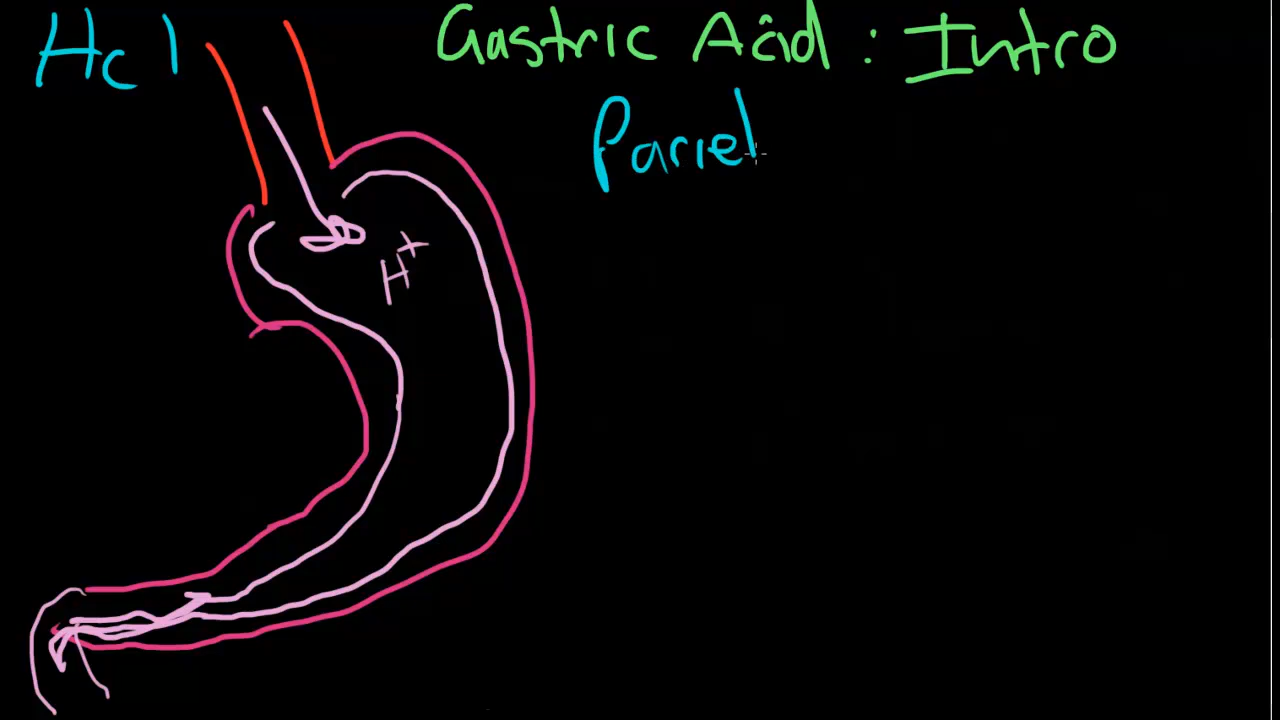 HCl
Gastric Acid : Intro
Pariel
H+